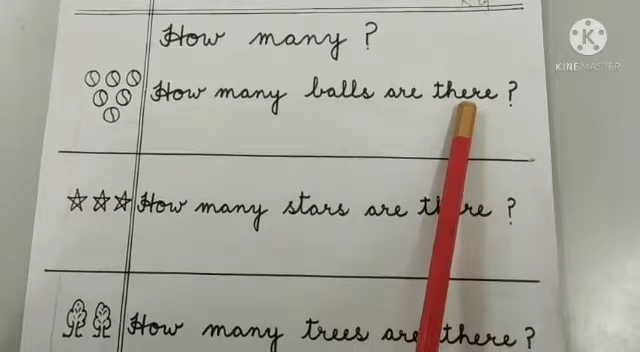 How many ?
How many balls are there ?
How many stars are there ?
How many trees are there ?
K
KINEMASTER